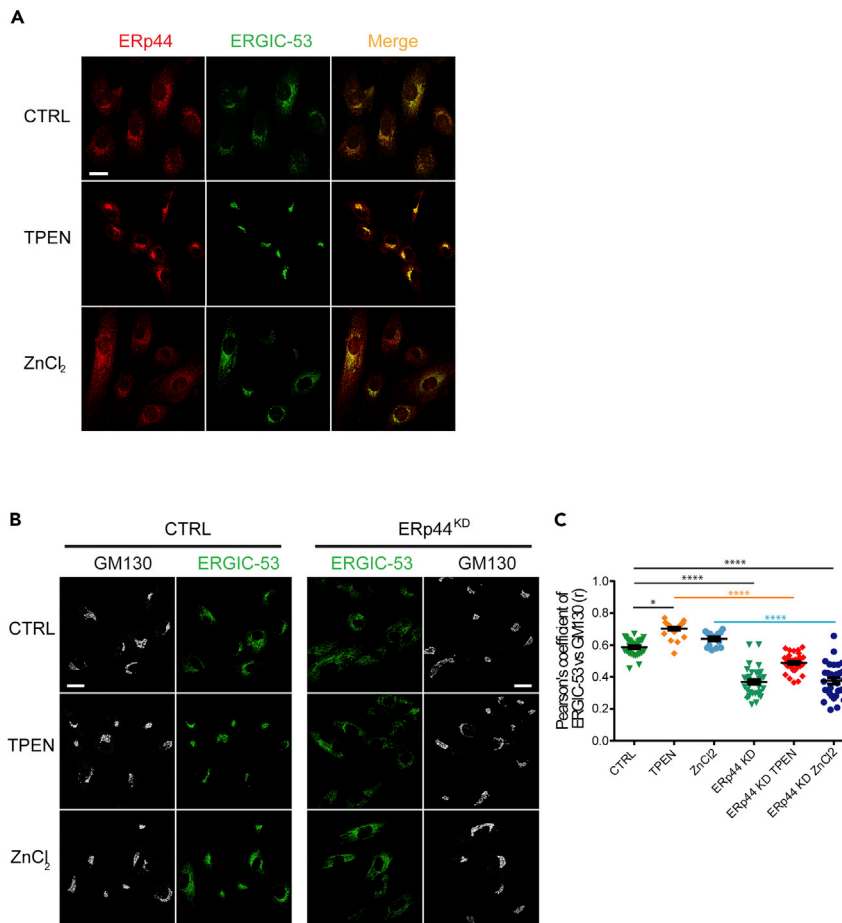 A
ERp44 ERGIC-53 Merge
CTRL
TPEN
ZnCl2
B
CTRL ERp44KD
GM130 ERGIC-53 ERGIC-53 GM130
CTRL
TPEN
ZnCl2
C
****
****
****
*
****
Pearson's coefficient of
ERGIC-53 vs GM130 (r)
1.0
0.8
0.6
0.4
0.2
0.0
CTRL
TPEN
ZnCl2
ERp44 KD
ERp44 KD TPEN
ERp44 KD ZnCl2